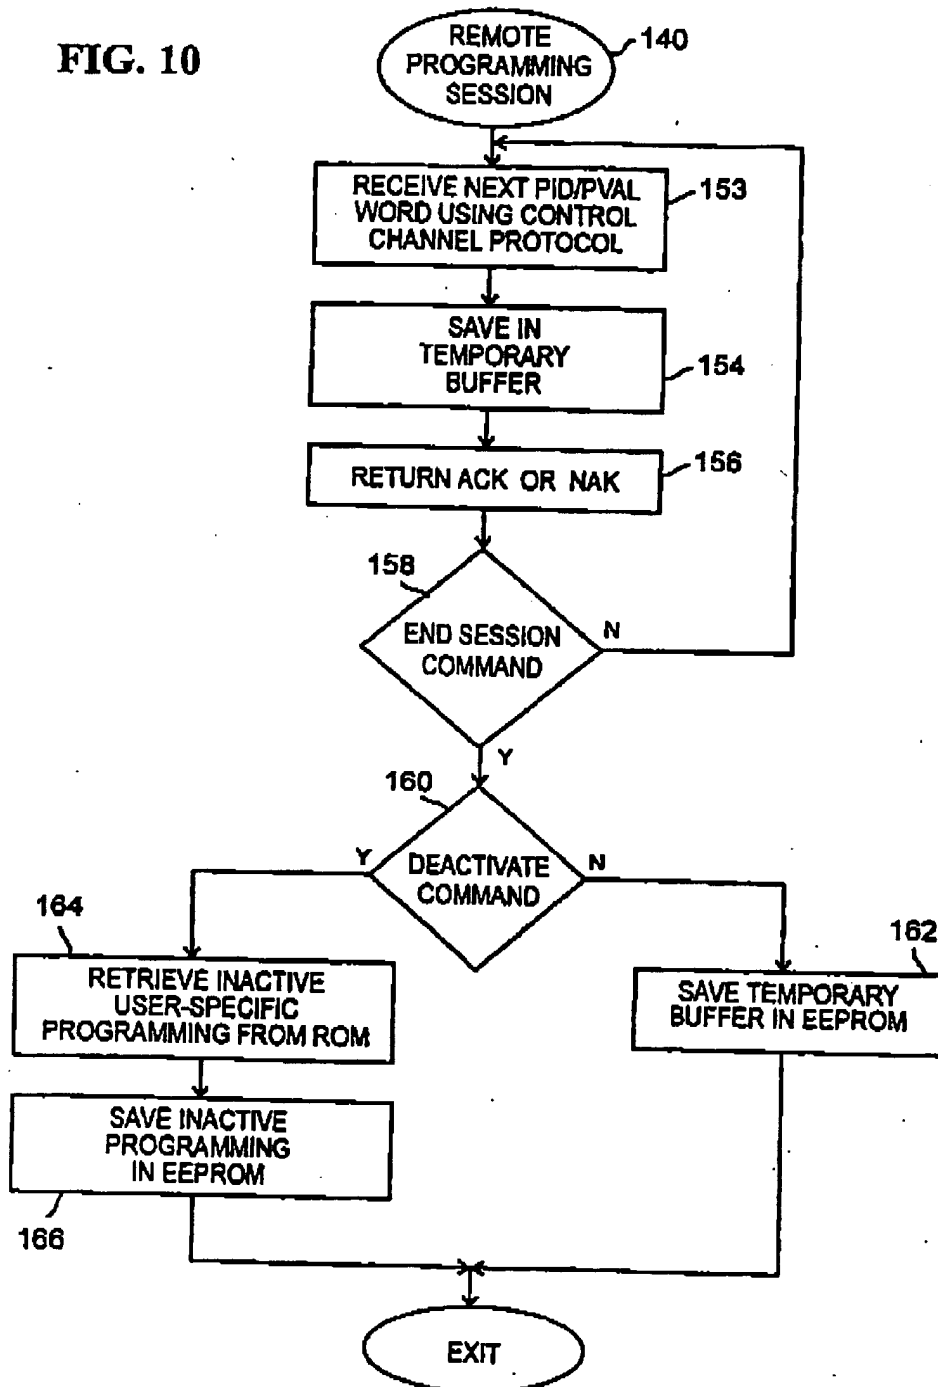 FIG. 10
REMOTE
PROGRAMMING
SESSION
140
RECEIVE NEXT PID/PVAL
WORD USING CONTROL
CHANNEL PROTOCOL
153
SAVE IN
TEMPORARY
BUFFER
154
RETURN ACK OR NAK
156
158
END SESSION
COMMAND
N
Y
160
DEACTIVATE
COMMAND
Y
N
164
RETRIEVE INACTIVE
USER-SPECIFIC
PROGRAMMING FROM ROM
162
SAVE TEMPORARY
BUFFER IN EEPROM
SAVE INACTIVE
PROGRAMMING
IN EEPROM
166
EXIT